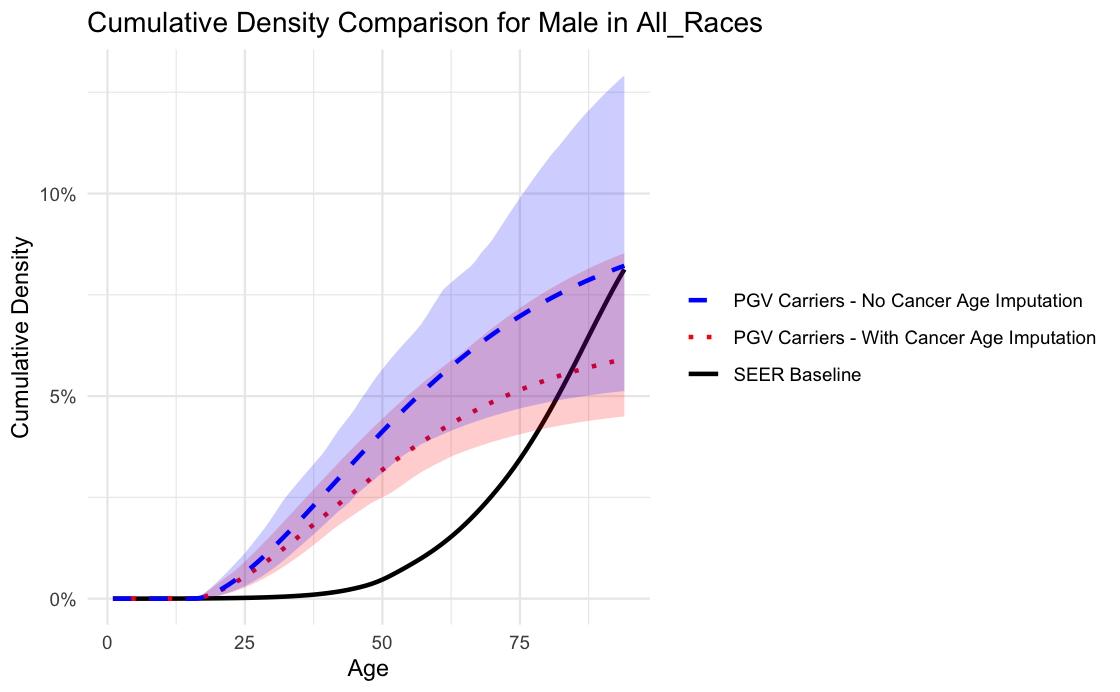 Cumulative Density Comparison for Male in All_Races
10%
5%
0%
Cumulative Density
0
25
50
75
Age
PGV Carriers - No Cancer Age Imputation
PGV Carriers - With Cancer Age Imputation
SEER Baseline